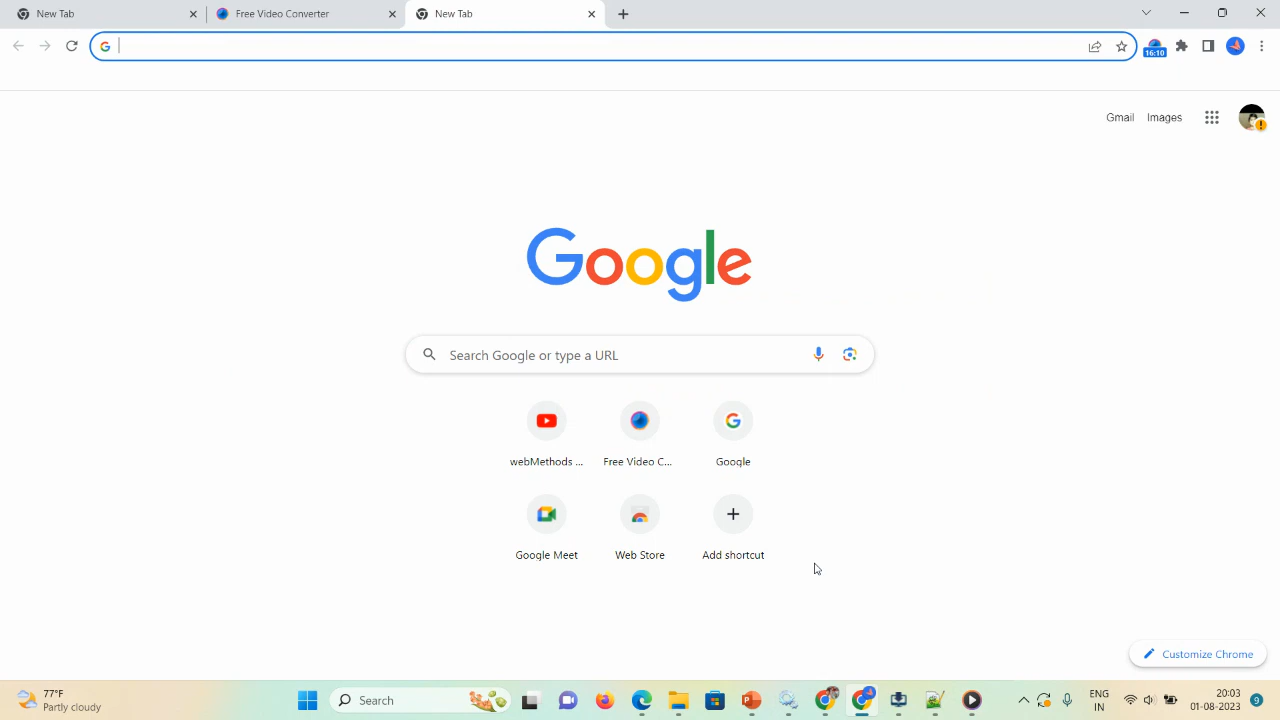 New Tab
Free Video Converter
New Tab
16:10
Gmail
Images
Google
Search Google or type a URL
webMethods ...
Free Video C...
Google
Google Meet
Web Store
Add shortcut
Customize Chrome
77°F
Partly cloudy
Search
ENG
IN
20:03
01-08-2023
9